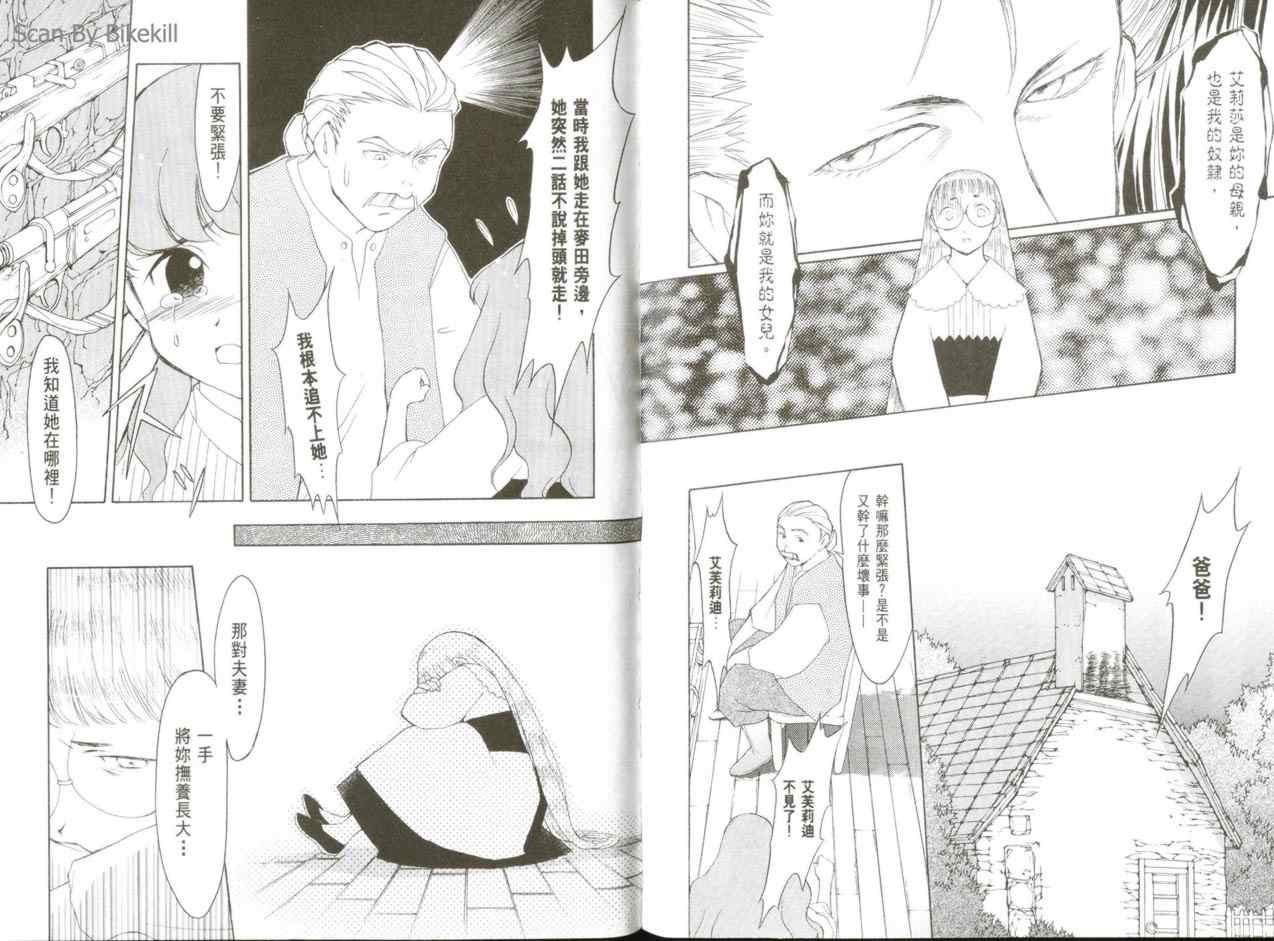 Scan By Bikekill
艾莉莎是妳的母親，
也是我的奴隸，
而妳就是我的女兒。
爸爸！
幹嘛那麼緊張？是不是
又幹了什麼壞事——
艾芙莉迪…
艾芙莉迪
不見了！
當時我跟她走在麥田旁邊，
她突然二話不說掉頭就走！
我根本追不上她…
不要緊張！
我知道她在哪裡！
那對夫妻…
一手
將妳撫養長大…